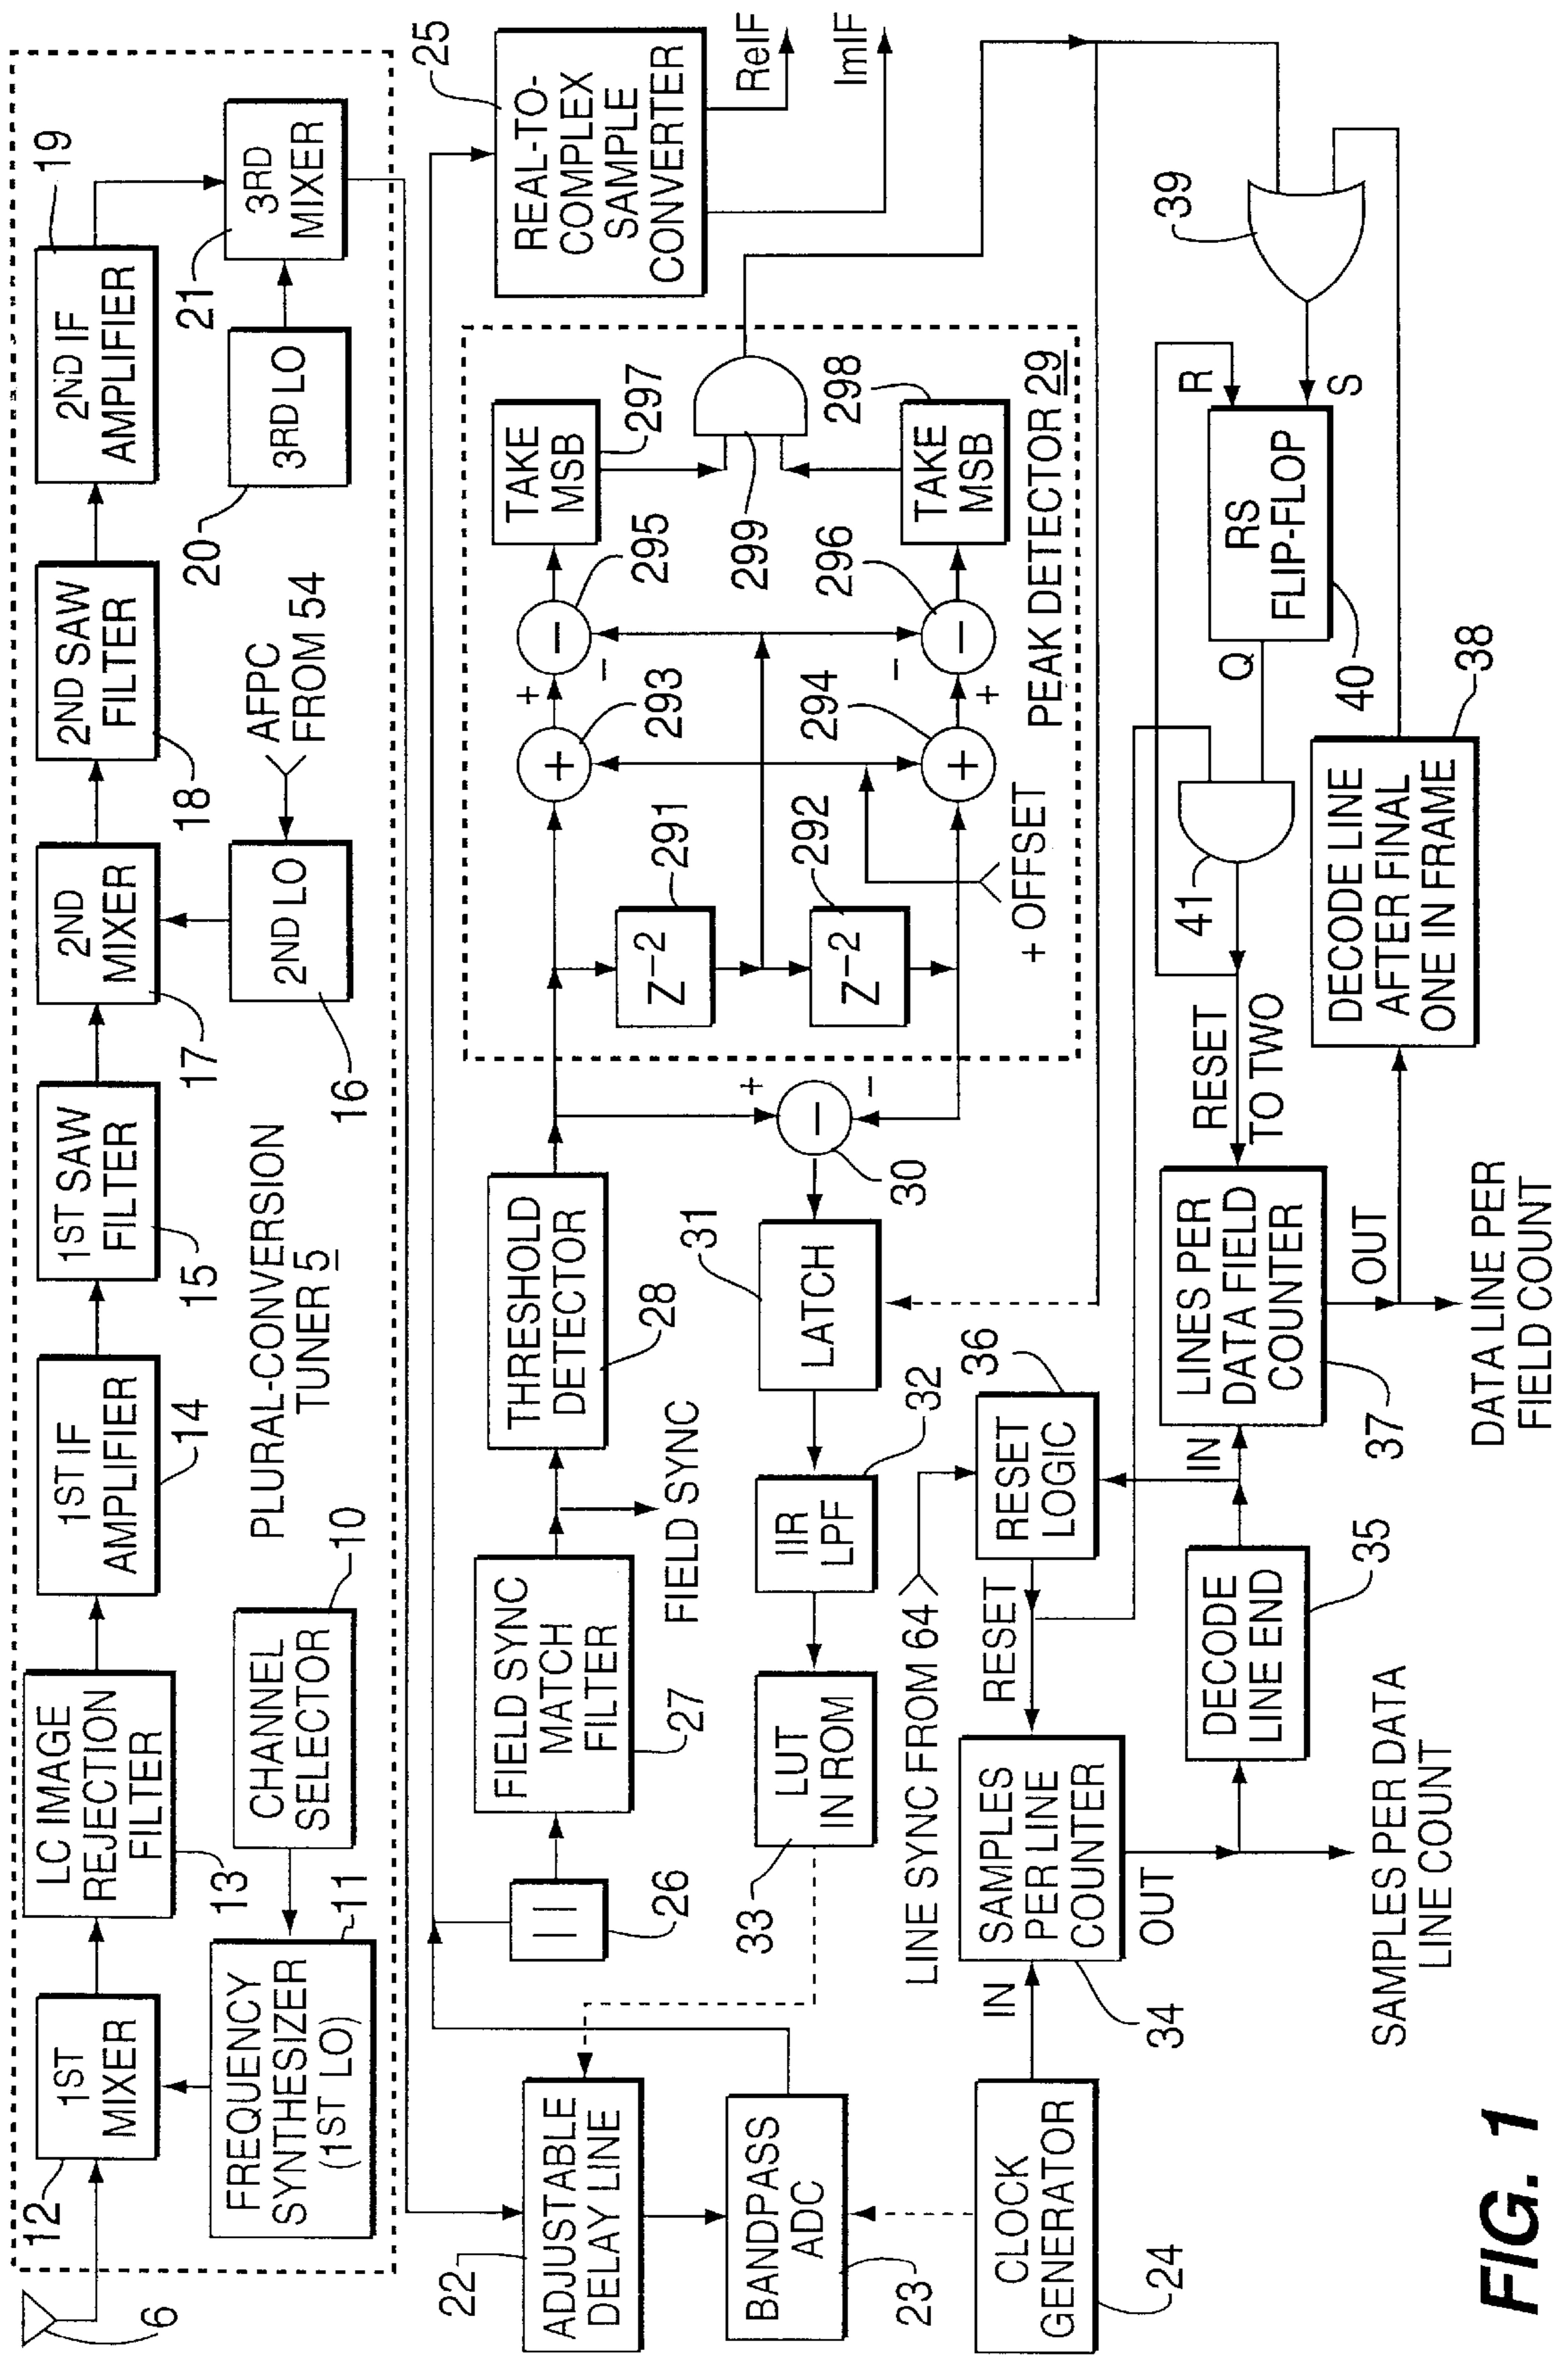 6
12
1ST
MIXER
LC IMAGE
REJECTION
FILTER
13
1ST IF
AMPLIFIER
14
1ST SAW
FILTER
15
2ND
MIXER
17
2ND SAW
FILTER
18
2ND IF
AMPLIFIER
19
FREQUENCY
SYNTHESIZER
(1ST LO)
11
CHANNEL
SELECTOR
10
PLURAL-CONVERSION
TUNER 5
2ND LO
16
AFPC
FROM 54
3RD LO
20
3RD
MIXER
21
22
ADJUSTABLE
DELAY LINE
BANDPASS
ADC
23
CLOCK
GENERATOR
24
| |
26
FIELD SYNC
MATCH
FILTER
27
FIELD SYNC
THRESHOLD
DETECTOR
28
REAL-TO-
COMPLEX
SAMPLE
CONVERTER
25
ReIF
ImIF
Z-2
291
Z-2
292
+
293
+
294
+ OFFSET
+
−
−
295
−
+
−
296
TAKE
MSB
297
TAKE
MSB
298
299
PEAK DETECTOR 29
+
−
−
30
LATCH
31
IIR
LPF
32
LUT
IN ROM
33
LINE SYNC FROM 64
RESET
LOGIC
36
RESET
IN
SAMPLES
PER LINE
COUNTER
34
OUT
SAMPLES PER DATA
LINE COUNT
DECODE
LINE END
35
IN
LINES PER
DATA FIELD
COUNTER
37
OUT
DATA LINE PER
FIELD COUNT
RESET
TO TWO
41
DECODE LINE
AFTER FINAL
ONE IN FRAME
38
Q
RS
FLIP-FLOP
40
R
S
39
FIG. 1